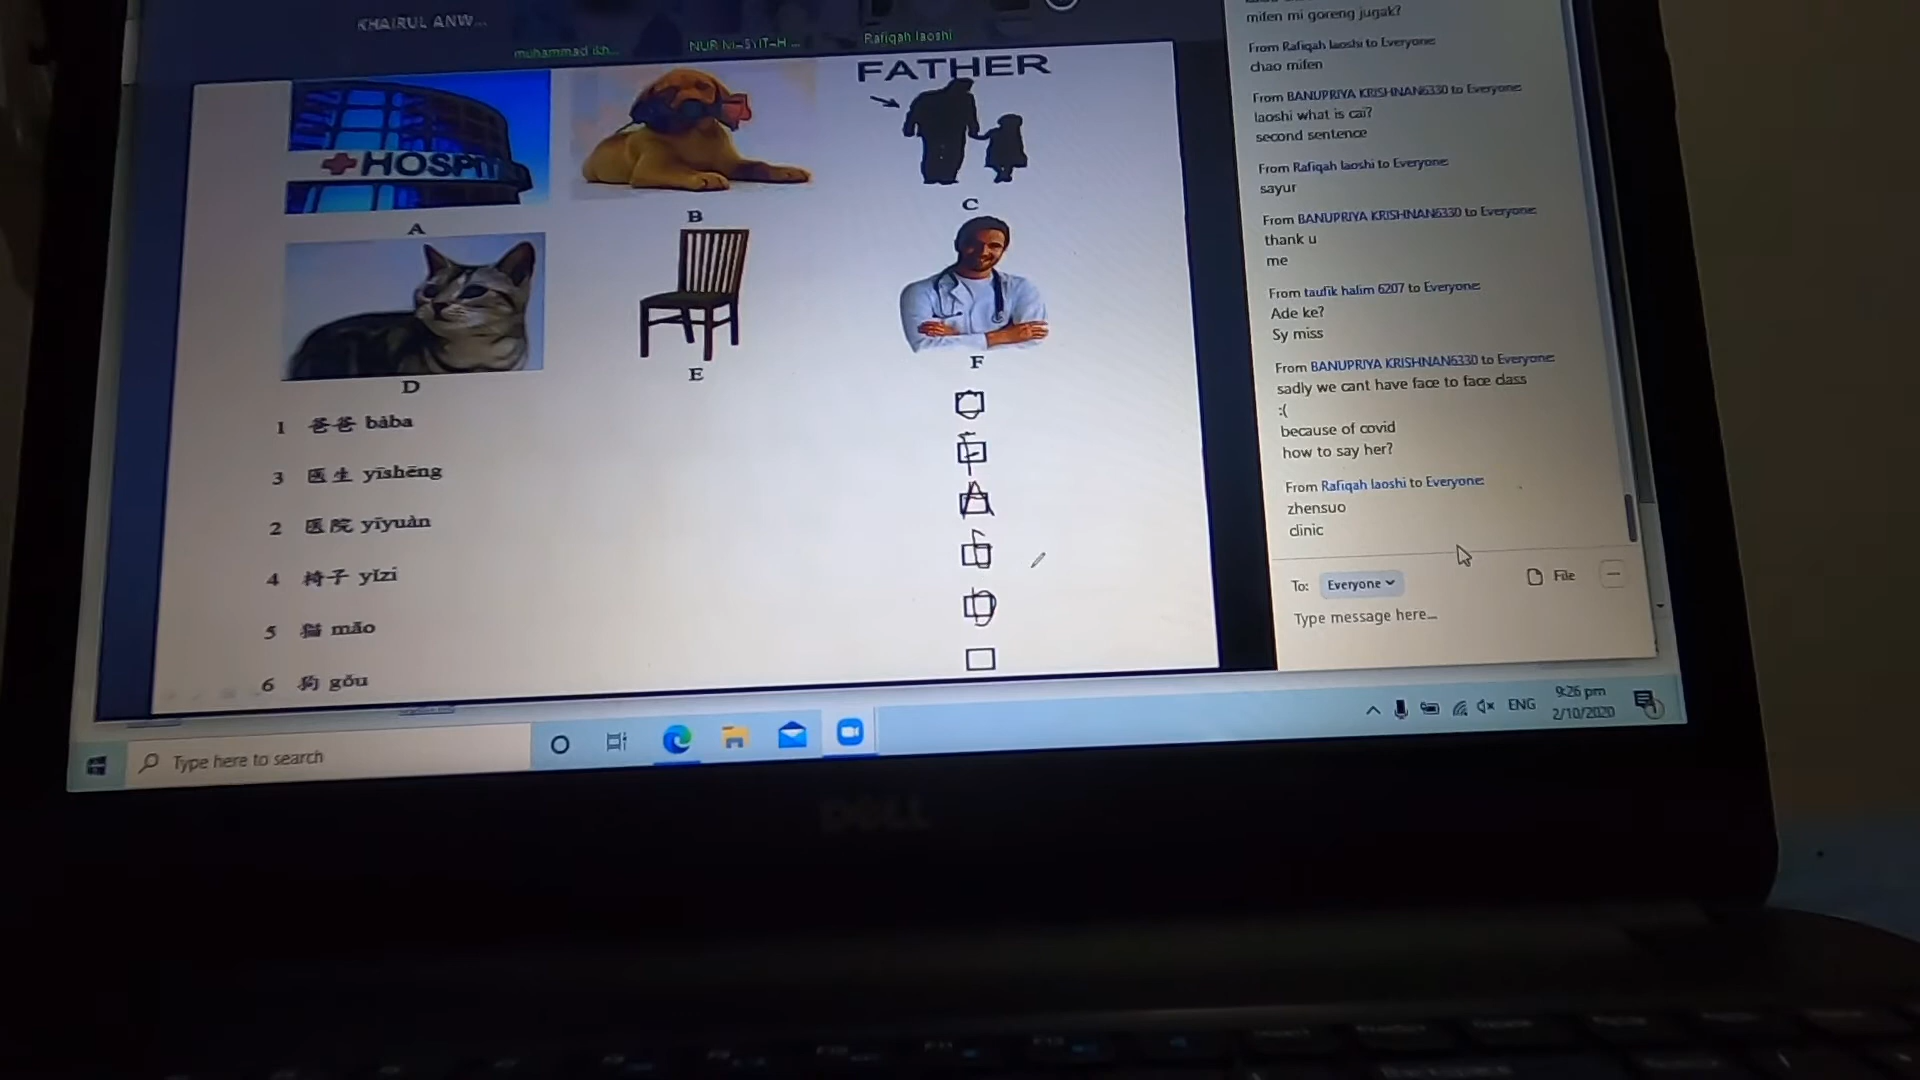 KHAIRUL ANW...
muhammad ikh...
Rafiqah laoshi
FATHER
HOSPIT
A
B
C
D
E
F
1 爸爸 bàba
3 医生 yīshēng
2 医院 yīyuàn
4 椅子 yǐzi
5 猫 māo
6 狗 gǒu
C
F
A
D
mifen mi goreng jugak?
From Rafiqah laoshi to Everyone:
chao mifen
From BANUPRIYA KRISHNAN6330 to Everyone:
laoshi what is cai?
second sentence
From Rafiqah laoshi to Everyone:
sayur
From BANUPRIYA KRISHNAN6330 to Everyone:
thank u
me
From taufik halim 6207 to Everyone:
Ade ke?
Sy miss
From BANUPRIYA KRISHNAN6330 to Everyone:
sadly we cant have face to face class
:(
because of covid
how to say her?
From Rafiqah laoshi to Everyone:
zhensuo
clinic
To: Everyone
File
Type message here...
Type here to search
ENG
9:26 pm
2/10/2020
DELL